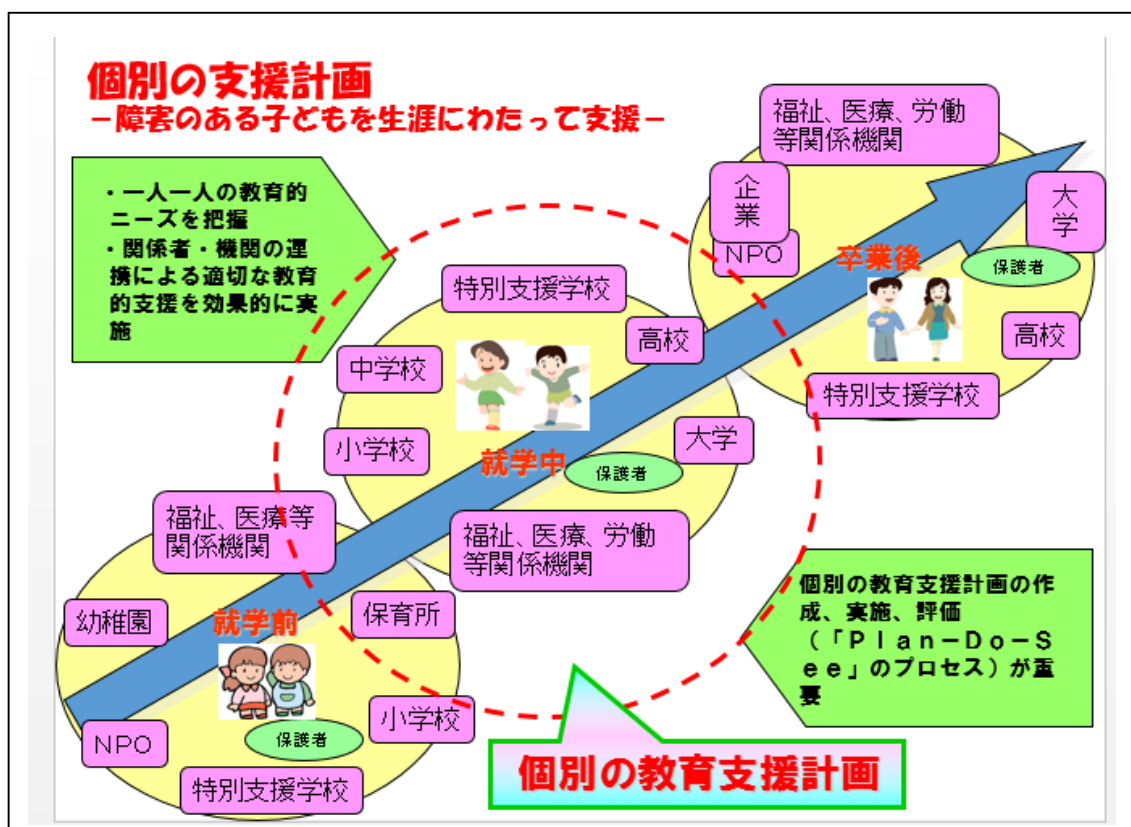 個別の支援計画
－障害のある子どもを生涯にわたって支援－
・一人一人の教育的
ニーズを把握
・関係者・機関の連
携による適切な教育
的支援を効果的に実
施
福祉、医療、労働
等関係機関
企
業
NPO
大
学
卒業後
保護者
高校
特別支援学校
特別支援学校
高校
中学校
小学校
就学中
大学
保護者
福祉、医療、労働
等関係機関
福祉、医療等
関係機関
幼稚園
就学前
保育所
小学校
NPO
保護者
特別支援学校
個別の教育支援計画の作
成、実施、評価
（「Ｐｌａｎ－Ｄｏ－Ｓ
ｅｅ」のプロセス）が重
要
個別の教育支援計画